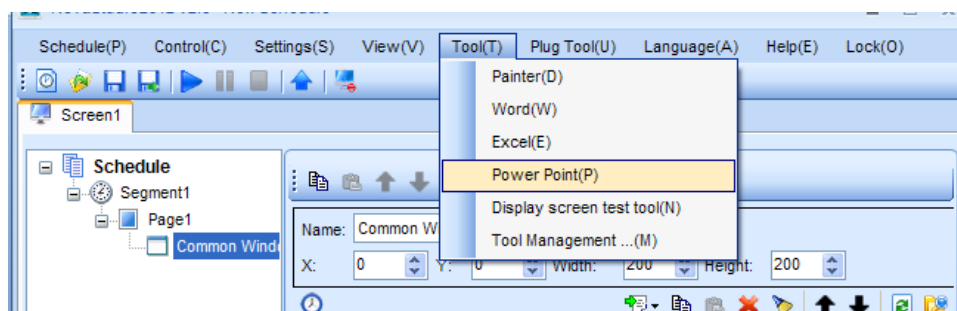 Schedule(P) Control(C) Settings(S) View(V) Tool(T) Plug Tool(U) Language(A) Help(E) Lock(O)
Painter(D)
Word(W)
Excel(E)
Power Point(P)
Display screen test tool(N)
Tool Management ...(M)
Screen1
Schedule
Segment1
Page1
Common Windo
Name: Common W
X: 0 Y: 0 Width: 200 Height: 200